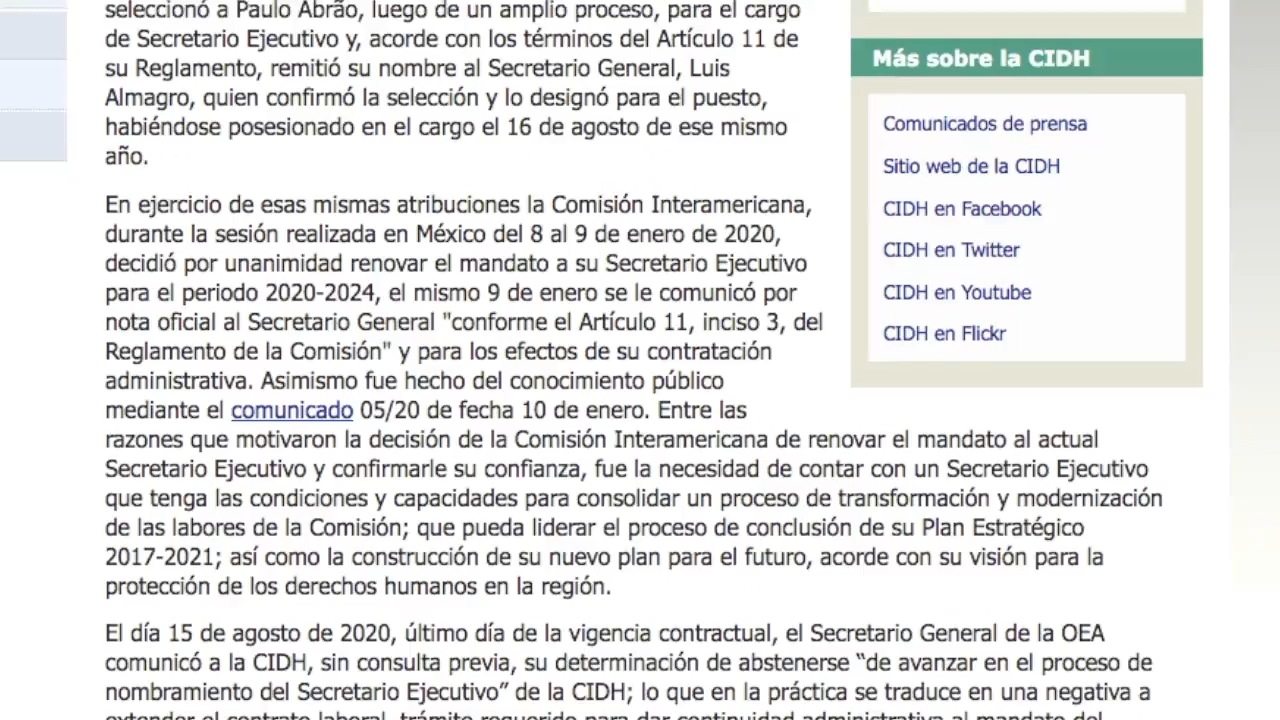 seleccionó a Paulo Abrão, luego de un amplio proceso, para el cargo
de Secretario Ejecutivo y, acorde con los términos del Artículo 11 de
su Reglamento, remitió su nombre al Secretario General, Luis
Almagro, quien confirmó la selección y lo designó para el puesto,
habiéndose posesionado en el cargo el 16 de agosto de ese mismo
año.
En ejercicio de esas mismas atribuciones la Comisión Interamericana,
durante la sesión realizada en México del 8 al 9 de enero de 2020,
decidió por unanimidad renovar el mandato a su Secretario Ejecutivo
para el periodo 2020-2024, el mismo 9 de enero se le comunicó por
nota oficial al Secretario General "conforme el Artículo 11, inciso 3, del
Reglamento de la Comisión" y para los efectos de su contratación
administrativa. Asimismo fue hecho del conocimiento público
mediante el comunicado 05/20 de fecha 10 de enero. Entre las
razones que motivaron la decisión de la Comisión Interamericana de renovar el mandato al actual
Secretario Ejecutivo y confirmarle su confianza, fue la necesidad de contar con un Secretario Ejecutivo
que tenga las condiciones y capacidades para consolidar un proceso de transformación y modernización
de las labores de la Comisión; que pueda liderar el proceso de conclusión de su Plan Estratégico
2017-2021; así como la construcción de su nuevo plan para el futuro, acorde con su visión para la
protección de los derechos humanos en la región.
El día 15 de agosto de 2020, último día de la vigencia contractual, el Secretario General de la OEA
comunicó a la CIDH, sin consulta previa, su determinación de abstenerse “de avanzar en el proceso de
nombramiento del Secretario Ejecutivo” de la CIDH; lo que en la práctica se traduce en una negativa a
extender el contrato laboral, trámite requerido para dar continuidad administrativa al mandato del
Más sobre la CIDH
Comunicados de prensa
Sitio web de la CIDH
CIDH en Facebook
CIDH en Twitter
CIDH en Youtube
CIDH en Flickr